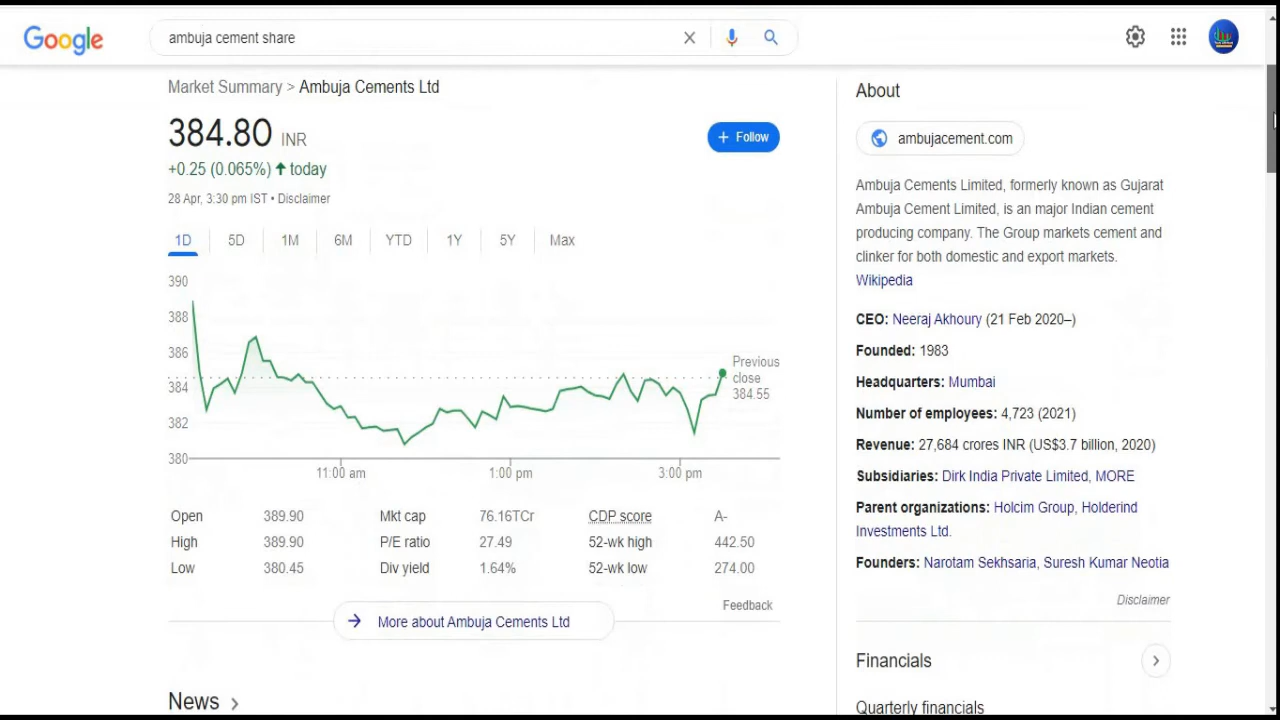 Google
ambuja cement share
Market Summary > Ambuja Cements Ltd
384.80 INR
+ Follow
+0.25 (0.065%) ↑ today
28 Apr, 3:30 pm IST • Disclaimer
1D 5D 1M 6M YTD 1Y 5Y Max
390
388
386
384
382
380
Previous
close
384.55
11:00 am 1:00 pm 3:00 pm
Open 389.90 Mkt cap 76.16TCr CDP score A-
High 389.90 P/E ratio 27.49 52-wk high 442.50
Low 380.45 Div yield 1.64% 52-wk low 274.00
Feedback
More about Ambuja Cements Ltd
News
About
ambujacement.com
Ambuja Cements Limited, formerly known as Gujarat
Ambuja Cement Limited, is an major Indian cement
producing company. The Group markets cement and
clinker for both domestic and export markets.
Wikipedia
CEO: Neeraj Akhoury (21 Feb 2020–)
Founded: 1983
Headquarters: Mumbai
Number of employees: 4,723 (2021)
Revenue: 27,684 crores INR (US$3.7 billion, 2020)
Subsidiaries: Dirk India Private Limited, MORE
Parent organizations: Holcim Group, Holderind
Investments Ltd.
Founders: Narotam Sekhsaria, Suresh Kumar Neotia
Disclaimer
Financials
Quarterly financials